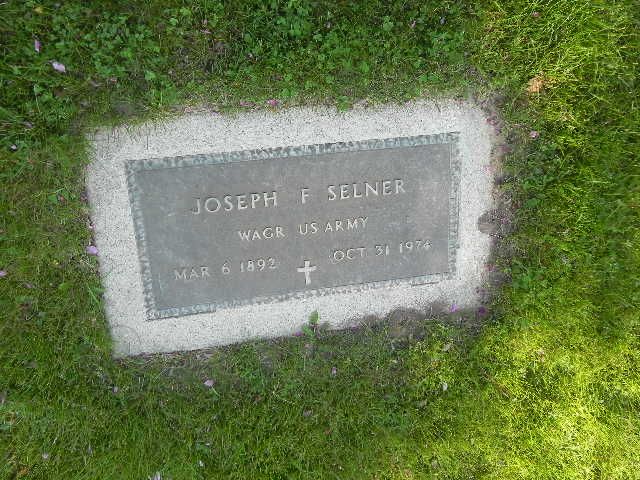 JOSEPH F SELNER
WAGR US ARMY
MAR 6 1892 OCT 31 1974